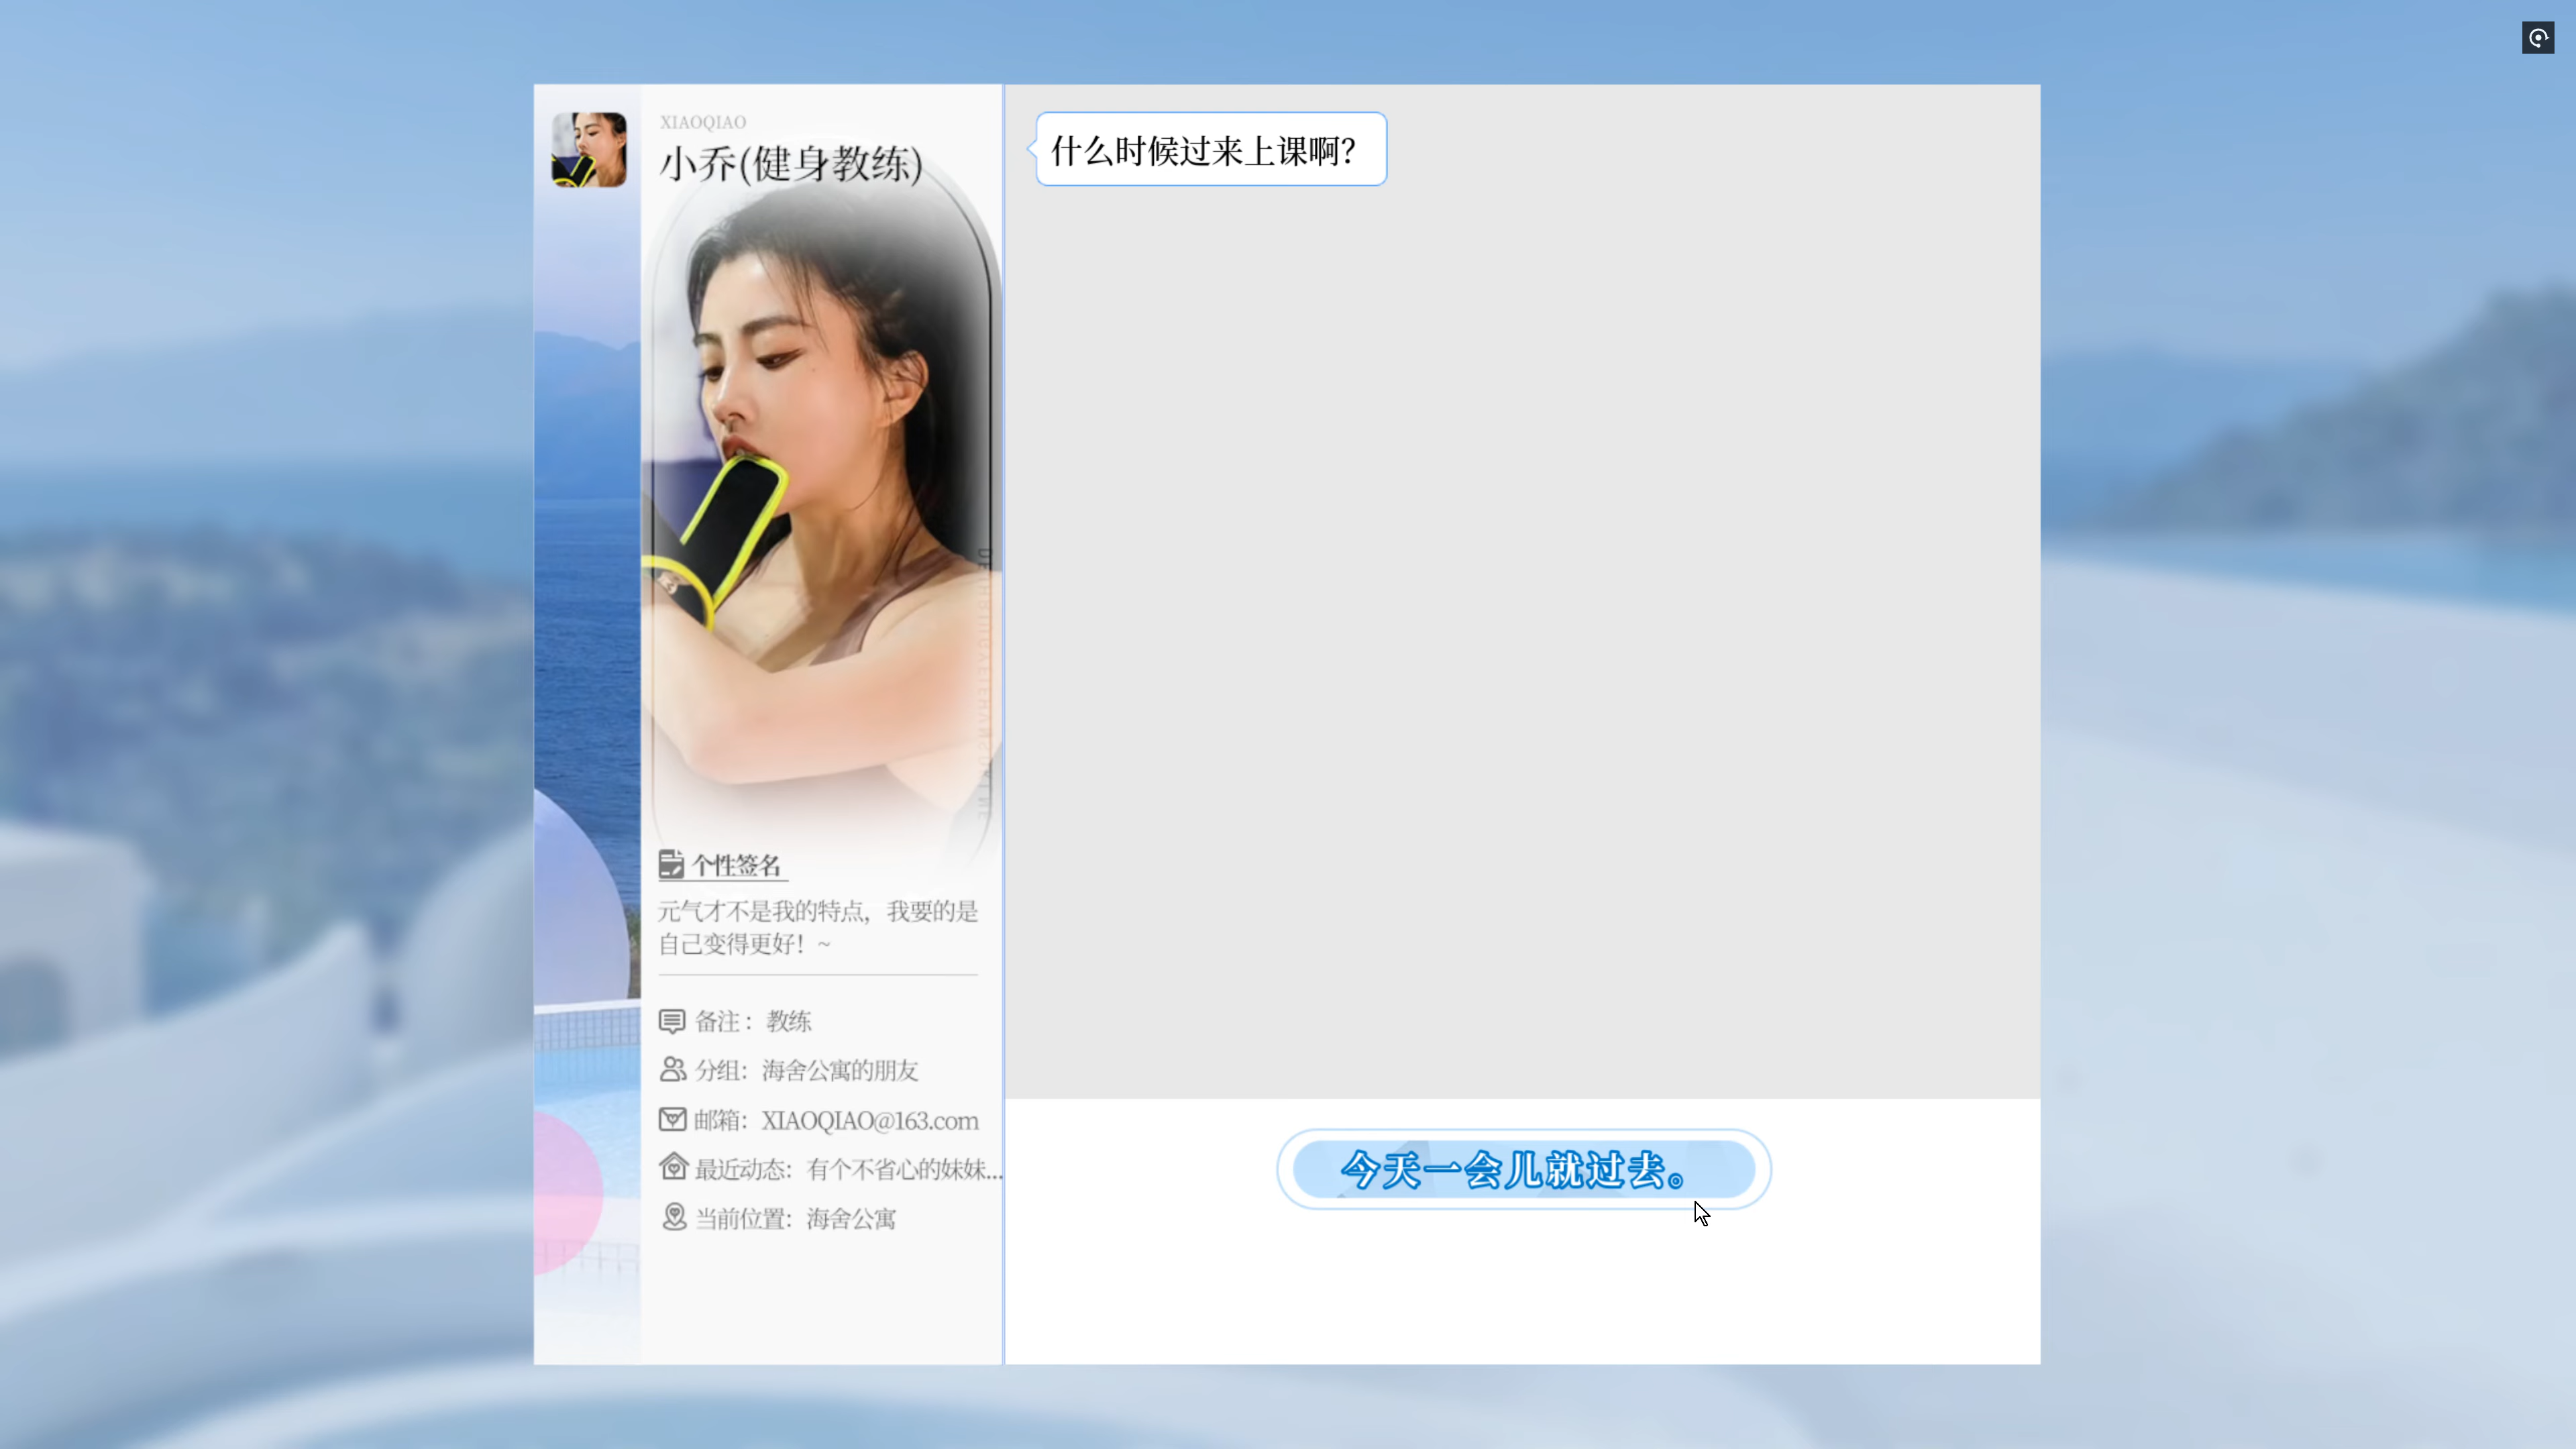 XIAOQIAO
小乔(健身教练)
个性签名
元气才不是我的特点，我要的是
自己变得更好！~
备注：教练
分组：海舍公寓的朋友
邮箱：XIAOQIAO@163.com
最近动态：有个不省心的妹妹...
当前位置：海舍公寓
什么时候过来上课啊？
今天一会儿就过去。